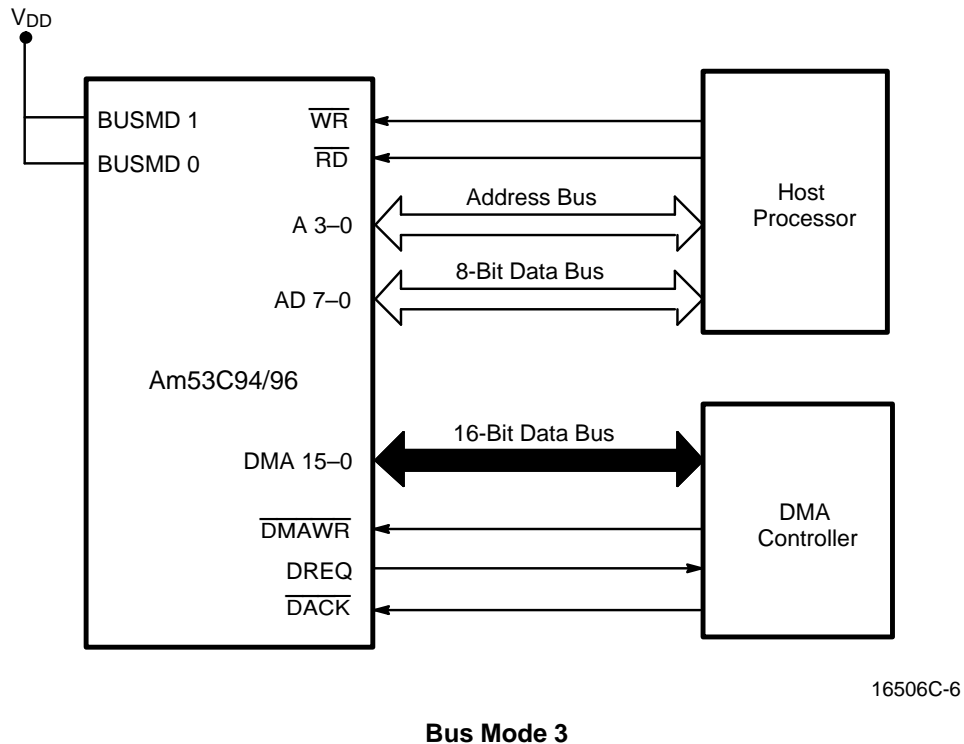 VDD
BUSMD 1
BUSMD 0
WR
RD
A 3–0
AD 7–0
Am53C94/96
DMA 15–0
DMAWR
DREQ
DACK
Address Bus
8-Bit Data Bus
16-Bit Data Bus
Host
Processor
DMA
Controller
16506C-6
Bus Mode 3